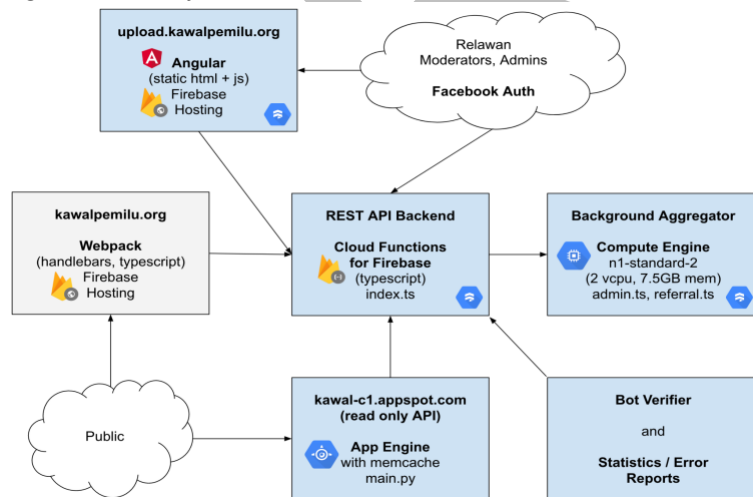 upload.kawalpemilu.org
Angular
(static html + js)
Firebase
Hosting
Relawan
Moderators, Admins
Facebook Auth
kawalpemilu.org
Webpack
(handlebars, typescript)
Firebase
Hosting
REST API Backend
Cloud Functions
for Firebase
(typescript)
index.ts
Background Aggregator
Compute Engine
n1-standard-2
(2 vcpu, 7.5GB mem)
admin.ts, referral.ts
Public
kawal-c1.appspot.com
(read only API)
App Engine
with memcache
main.py
Bot Verifier
and
Statistics / Error
Reports